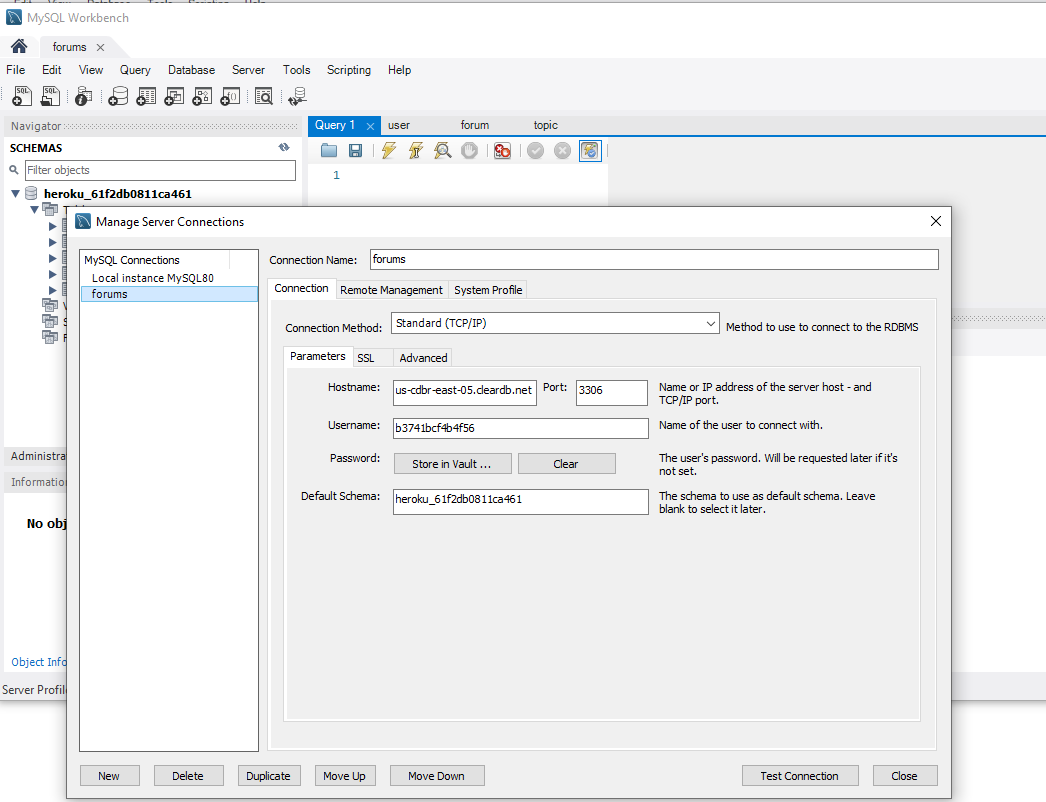 MySQL Workbench
forums
File Edit View Query Database Server Tools Scripting Help
Navigator
Query 1 user forum topic
SCHEMAS
Filter objects
1
heroku_61f2db0811ca461
Manage Server Connections
MySQL Connections
Local instance MySQL80
forums
Connection Name: forums
Connection Remote Management System Profile
Connection Method: Standard (TCP/IP) Method to use to connect to the RDBMS
Parameters SSL Advanced
Hostname: us-cdbr-east-05.cleardb.net Port: 3306 Name or IP address of the server host - and
TCP/IP port.
Username: b3741bcf4b4f56 Name of the user to connect with.
Password: Store in Vault ... Clear The user's password. Will be requested later if it's
not set.
Default Schema: heroku_61f2db0811ca461 The schema to use as default schema. Leave
blank to select it later.
Administra
Information
No obj
Object Info
Server Profil
New Delete Duplicate Move Up Move Down Test Connection Close